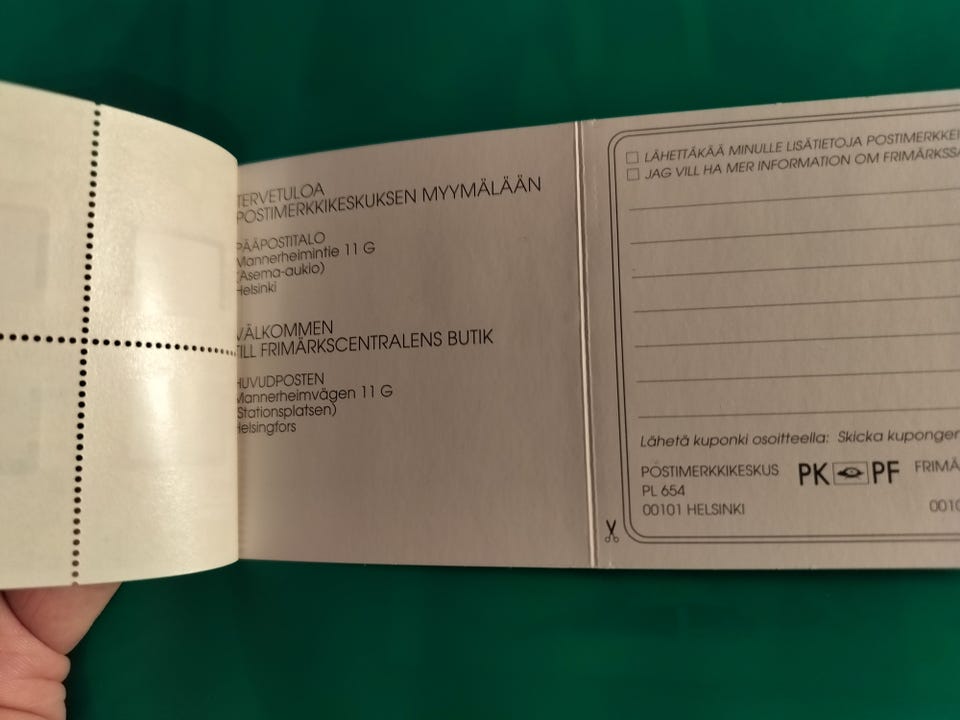 TERVETULOA
POSTIMERKKIKESKUKSEN MYYMÄLÄÄN
PÄÄPOSTITALO
Mannerheimintie 11 G
(Asema-aukio)
Helsinki
VÄLKOMMEN
TILL FRIMÄRKSCENTRALENS BUTIK
HUVUDPOSTEN
Mannerheimvägen 11 G
(Stationsplatsen)
Helsingfors
LÄHETTÄKÄÄ MINULLE LISÄTIETOJA
JAG VILL HA MER INFORMATION OM
Lähetä kuponki osoitteella: Skicka kupongen
POSTIMERKKIKESKUS
PL 654
00101 HELSINKI
PK PF